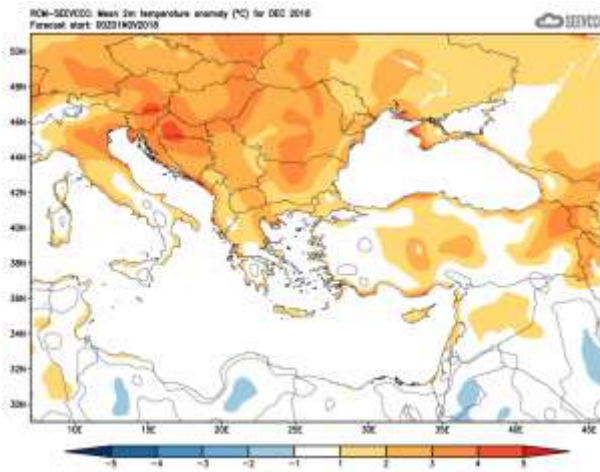 RCM-SEEVCCC: Mean 2m temperature anomaly (°C) for DEC 2018
Forecast start: 00Z01NOV2018
SEEVCCC
50N
48N
46N
44N
42N
40N
38N
36N
34N
32N
30N
10E
15E
20E
25E
30E
35E
40E
45E
-5
-4
-3
-2
-1
1
2
3
4
5